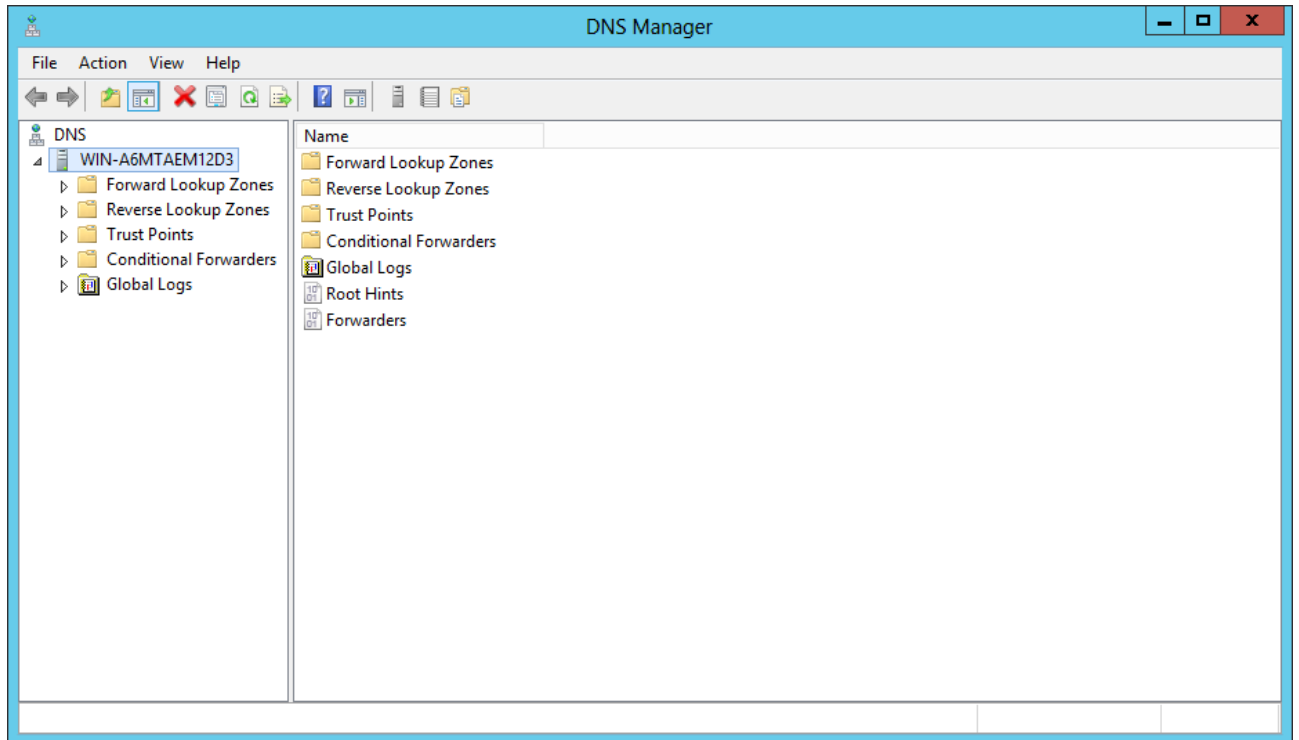 DNS Manager
File Action View Help
DNS
WIN-A6MTAEM12D3
Forward Lookup Zones
Reverse Lookup Zones
Trust Points
Conditional Forwarders
Global Logs
Name
Forward Lookup Zones
Reverse Lookup Zones
Trust Points
Conditional Forwarders
Global Logs
Root Hints
Forwarders